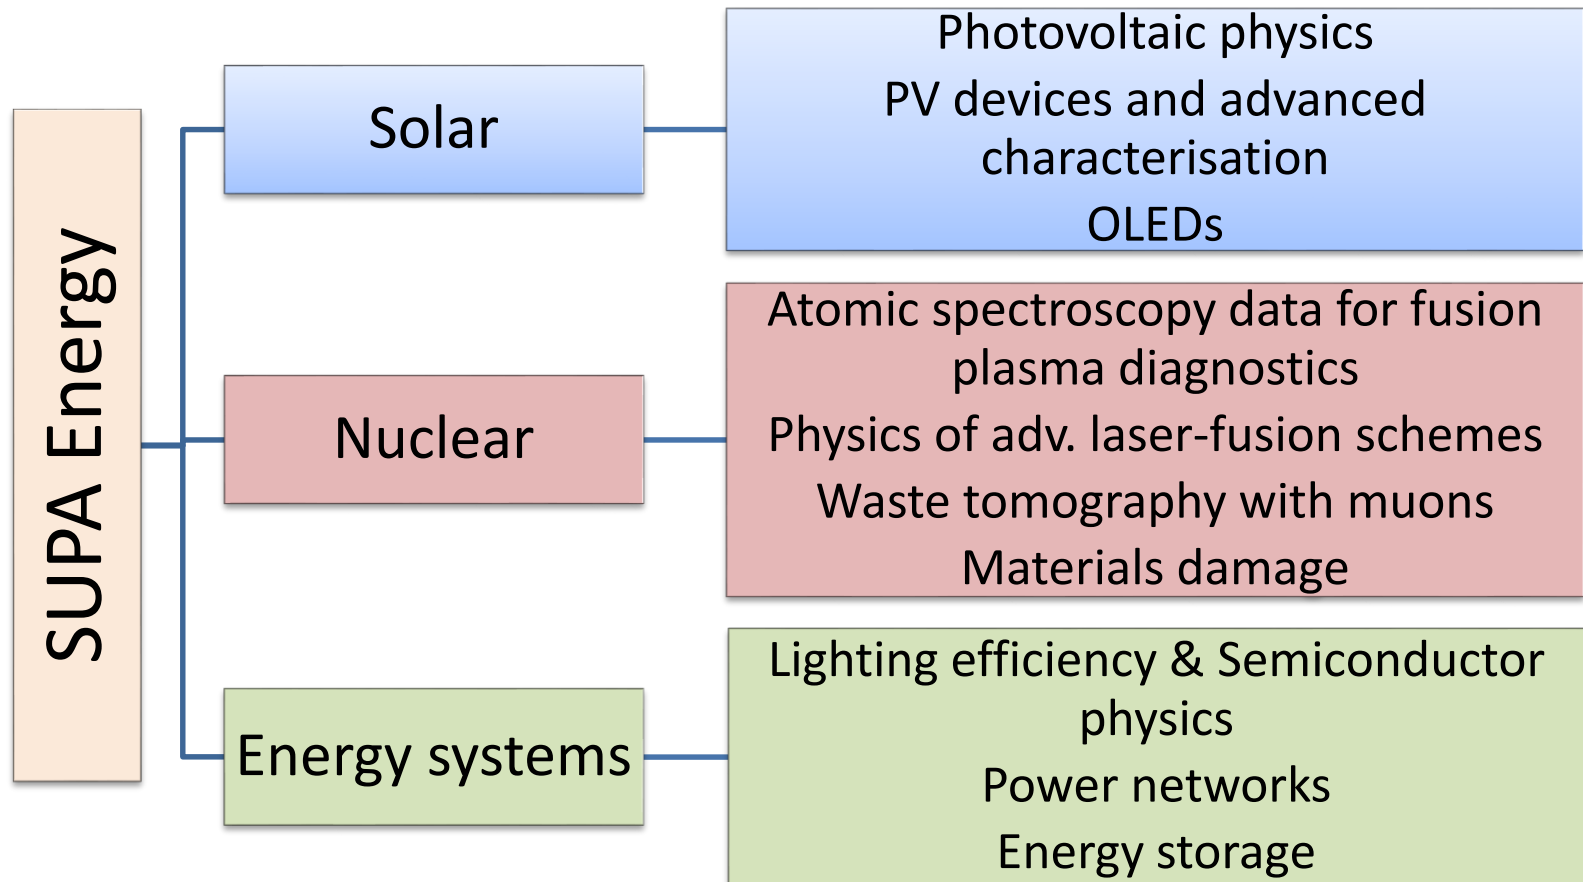 SUPA Energy
Solar
Photovoltaic physics
PV devices and advanced
characterisation
OLEDs
Nuclear
Atomic spectroscopy data for fusion
plasma diagnostics
Physics of adv. laser-fusion schemes
Waste tomography with muons
Materials damage
Energy systems
Lighting efficiency & Semiconductor
physics
Power networks
Energy storage